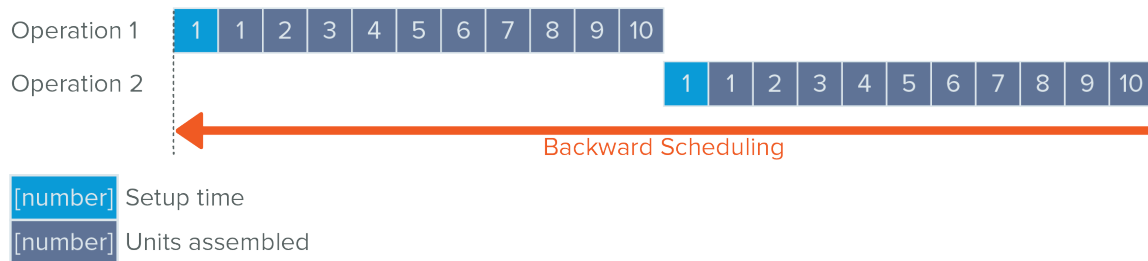 Operation 1 1 1 2 3 4 5 6 7 8 9 10
Operation 2 1 1 2 3 4 5 6 7 8 9 10
Backward Scheduling
[number] Setup time
[number] Units assembled